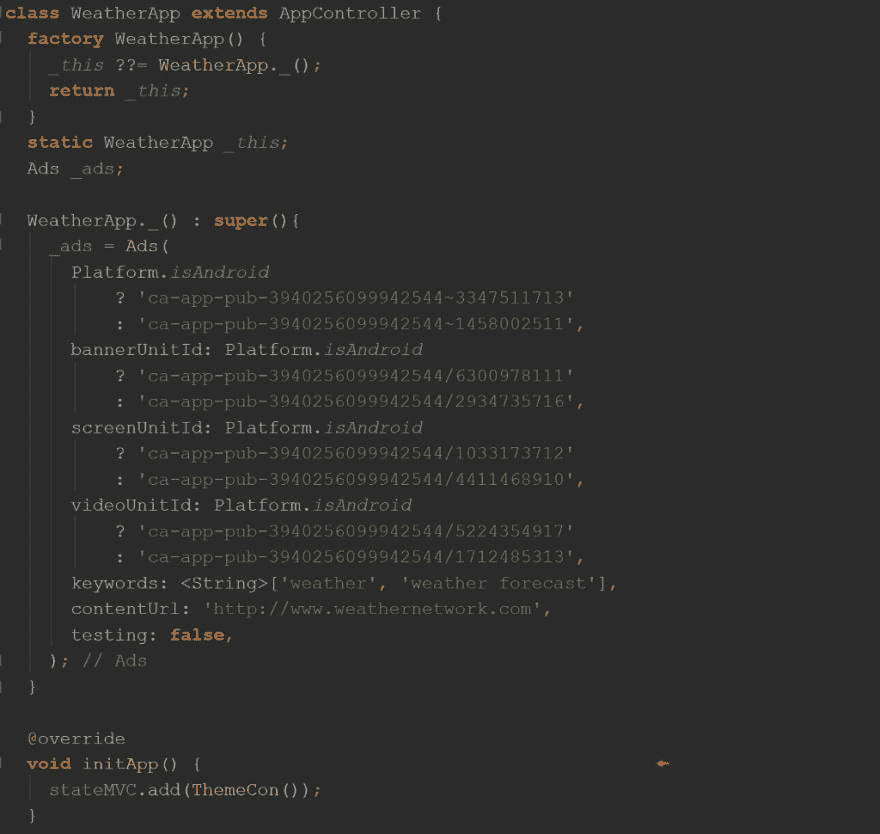 class WeatherApp extends AppController {
  factory WeatherApp() {
    _this ??= WeatherApp._();
    return _this;
  }
  static WeatherApp _this;
  Ads _ads;

  WeatherApp._() : super(){
    _ads = Ads(
      Platform.isAndroid
          ? 'ca-app-pub-3940256099942544~3347511713'
          : 'ca-app-pub-3940256099942544~1458002511',
      bannerUnitId: Platform.isAndroid
          ? 'ca-app-pub-3940256099942544/6300978111'
          : 'ca-app-pub-3940256099942544/2934735716',
      screenUnitId: Platform.isAndroid
          ? 'ca-app-pub-3940256099942544/1033173712'
          : 'ca-app-pub-3940256099942544/4411468910',
      videoUnitId: Platform.isAndroid
          ? 'ca-app-pub-3940256099942544/5224354917'
          : 'ca-app-pub-3940256099942544/1712485313',
      keywords: <String>['weather', 'weather forecast'],
      contentUrl: 'http://www.weathernetwork.com',
      testing: false,
    ); // Ads
  }

  @override
  void initApp() {
    stateMVC.add(ThemeCon());
  }